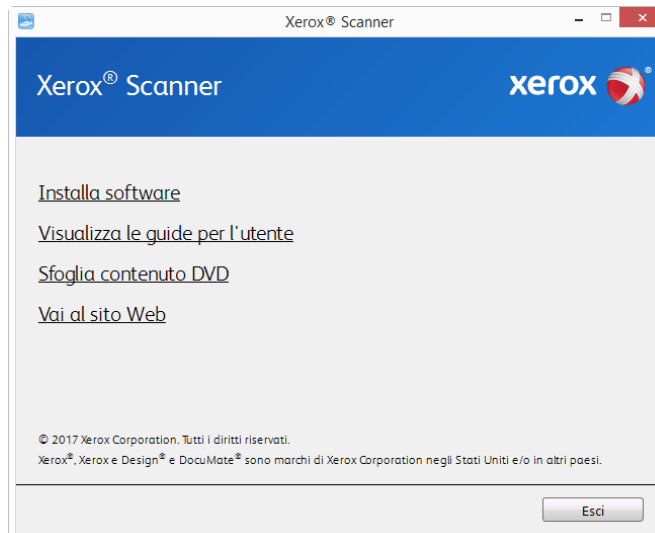 Xerox® Scanner
Xerox® Scanner
xerox ®
Installa software
Visualizza le guide per l'utente
Sfoglia contenuto DVD
Vai al sito Web
© 2017 Xerox Corporation. Tutti i diritti riservati.
Xerox®, Xerox e Design® e DocuMate® sono marchi di Xerox Corporation negli Stati Uniti e/o in altri paesi.
Esci